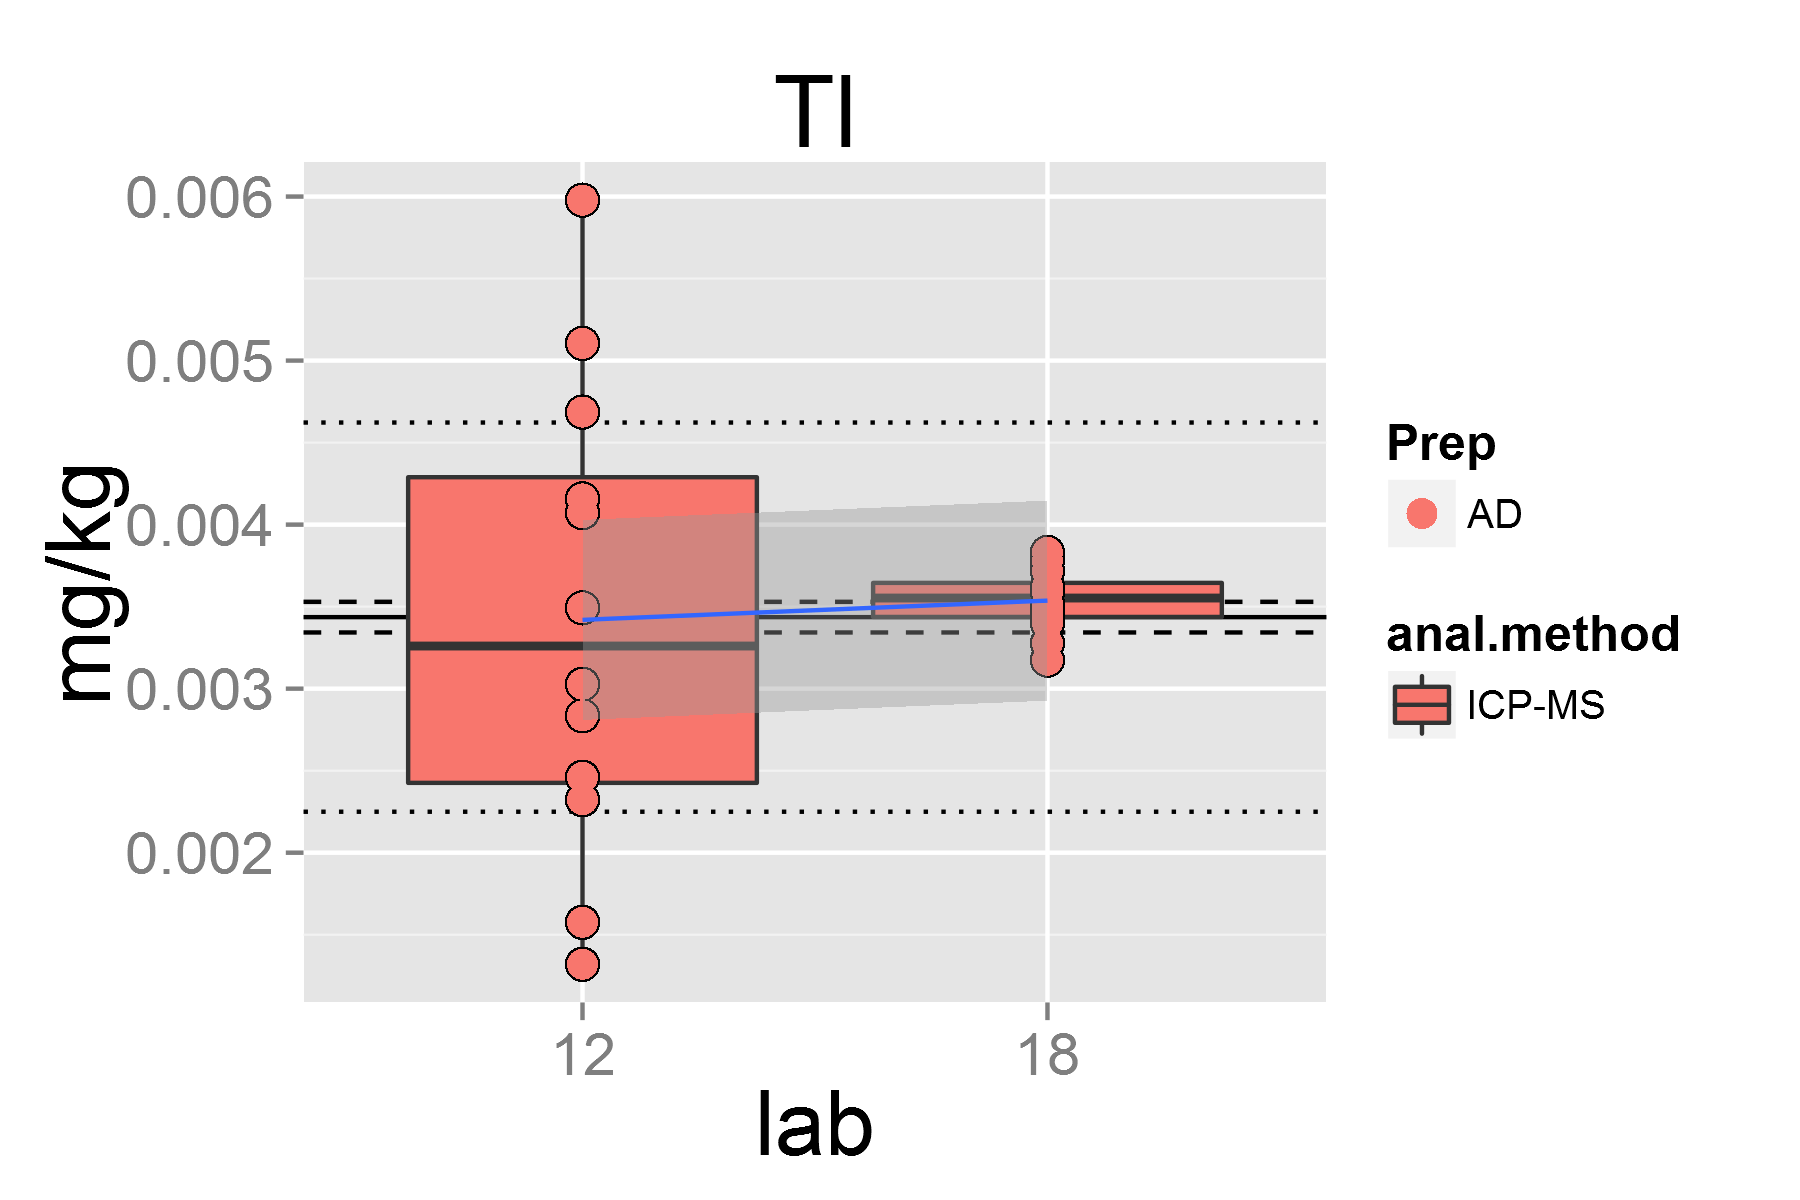 Tl
0.006
0.005
0.004
0.003
0.002
mg/kg
12
18
lab
Prep
AD
anal.method
ICP-MS